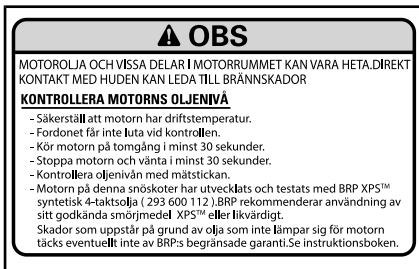 OBS
MOTOROLJA OCH VISSA DELAR I MOTORRUMMET KAN VARA HETA.DIREKT
KONTAKT MED HUDEN KAN LEDA TILL BRÄNNSKADOR
KONTROLLERA MOTORNS OLJENIVÅ
- Säkerställ att motorn har driftstemperatur.
- Fordonet får inte luta vid kontrollen.
- Kör motorn på tomgång i minst 30 sekunder.
- Stoppa motorn och vänta i minst 30 sekunder.
- Kontrollera oljenivån med mätstickan.
- Motorn på denna snöskoter har utvecklats och testats med BRP XPS™
syntetisk 4-taktsolja ( 293 600 112 ).BRP rekommenderar användning av
sitt godkända smörjmedel XPS™ eller likvärdigt.
Skador som uppstår på grund av olja som inte lämpar sig för motorn
täcks eventuellt inte av BRP:s begränsade garanti.Se instruktionsboken.